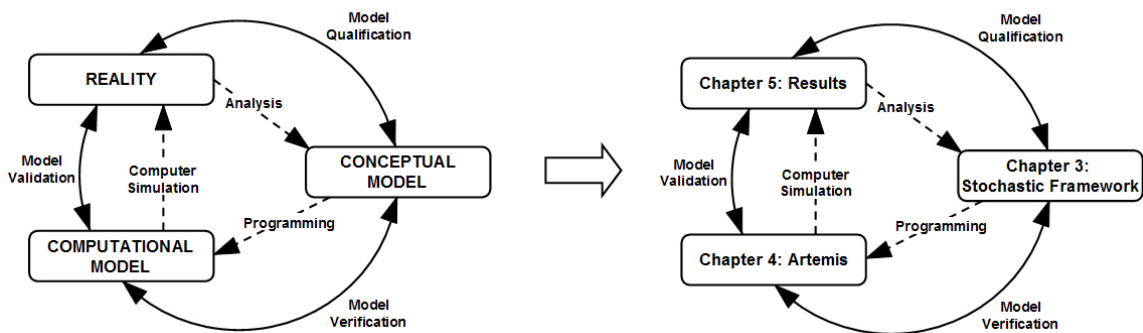 Model
Qualification
REALITY
Analysis
Model
Validation
Computer
Simulation
CONCEPTUAL
MODEL
Programming
COMPUTATIONAL
MODEL
Model
Verification
Model
Qualification
Chapter 5: Results
Analysis
Model
Validation
Computer
Simulation
Chapter 3:
Stochastic Framework
Programming
Chapter 4: Artemis
Model
Verification